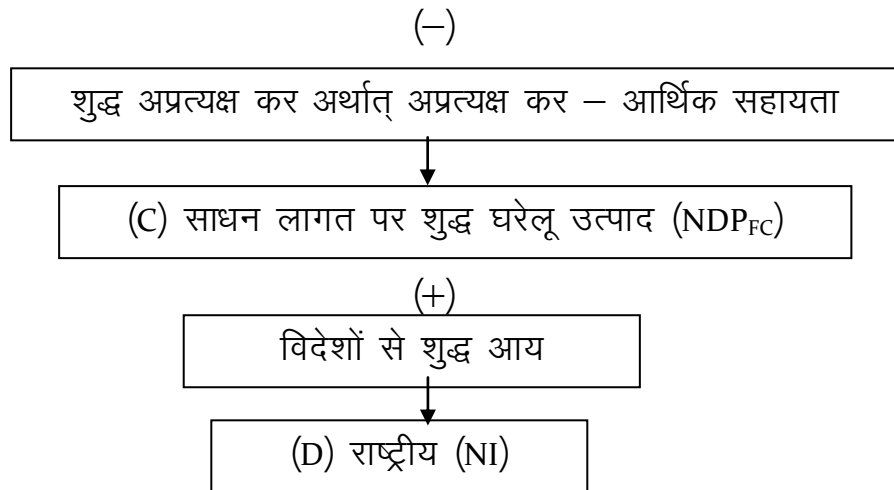 (–)
शुद्ध अप्रत्यक्ष कर अर्थात् अप्रत्यक्ष कर – आर्थिक सहायता
(C) साधन लागत पर शुद्ध घरेलू उत्पाद (NDPFC)
(+)
विदेशों से शुद्ध आय
(D) राष्ट्रीय (NI)